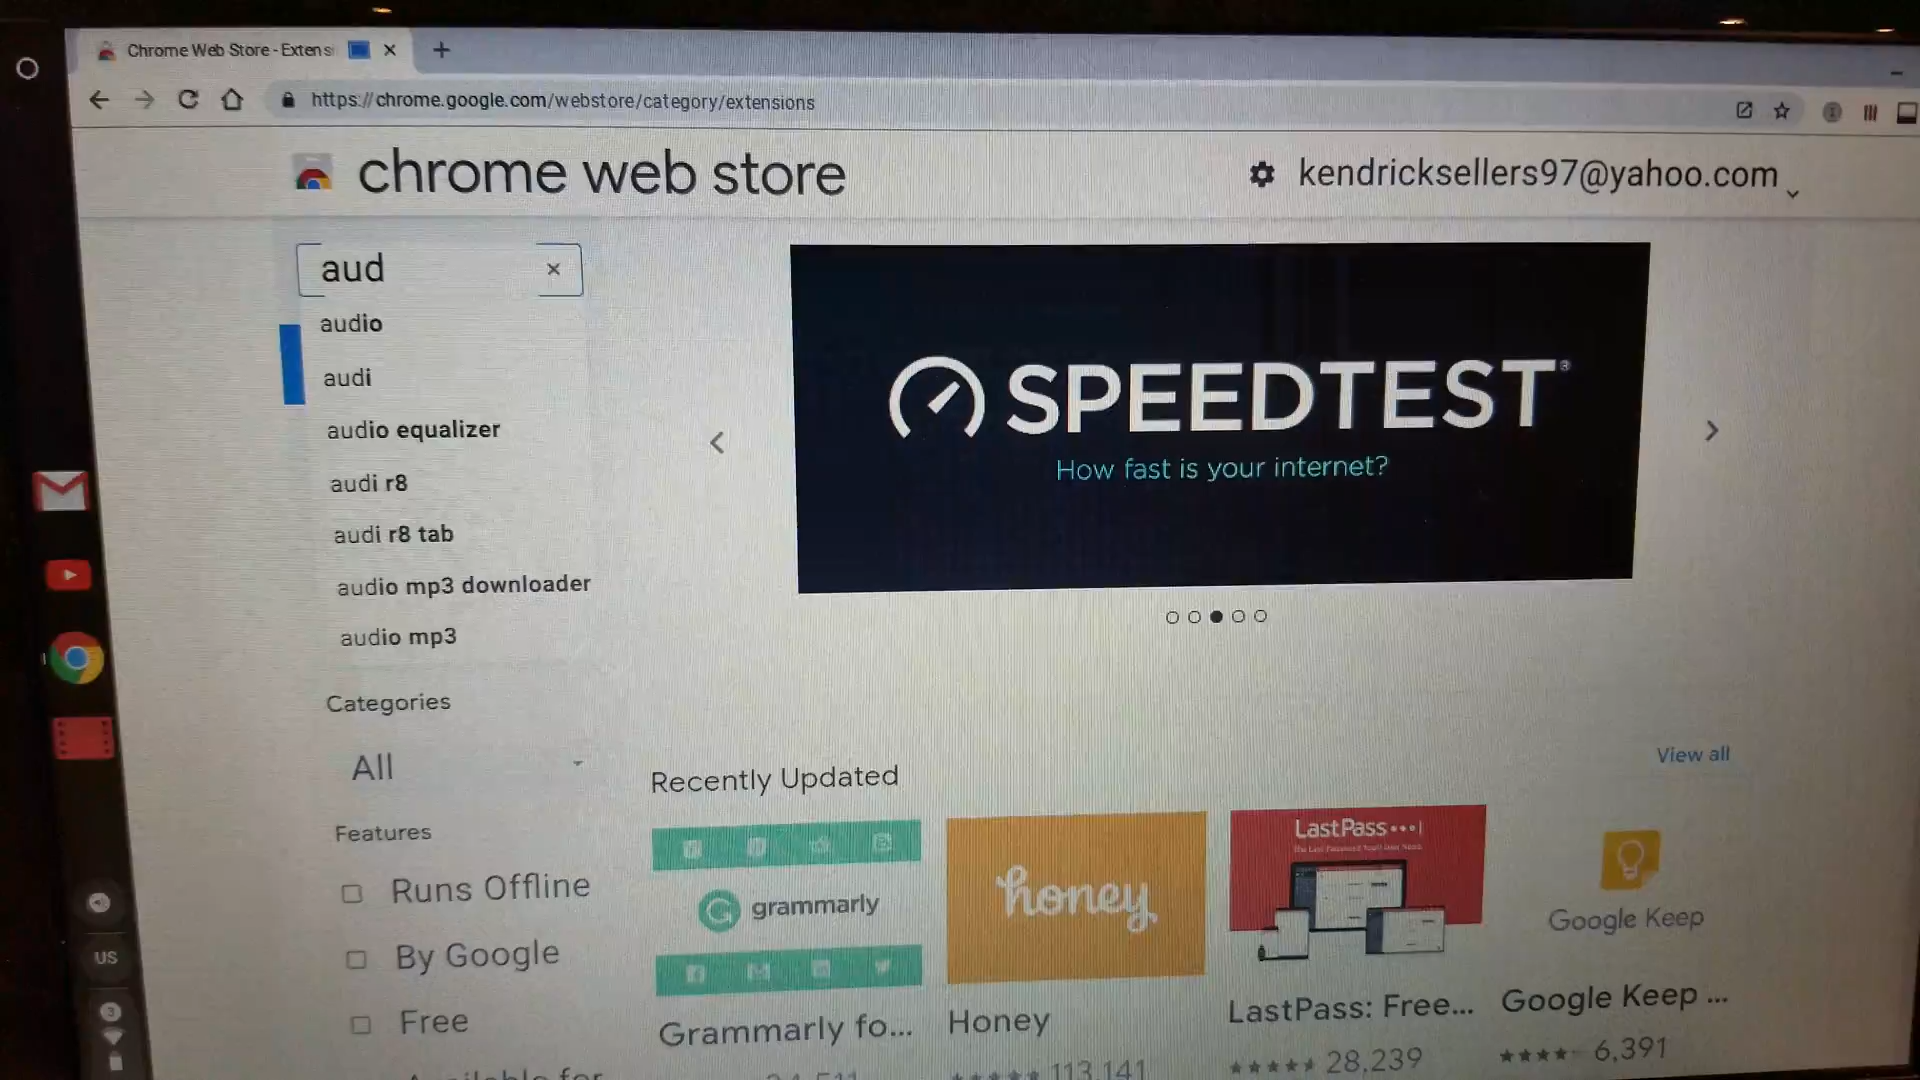 Chrome Web Store - Extens
https://chrome.google.com/webstore/category/extensions
chrome web store
kendricksellers97@yahoo.com
aud
audio
audi
audio equalizer
audi r8
audi r8 tab
audio mp3 downloader
audio mp3
SPEEDTEST®
How fast is your internet?
Categories
All
Features
Runs Offline
By Google
Free
Recently Updated
View all
grammarly
honey
LastPass •••|
Google Keep
Grammarly fo...
Honey
LastPass: Free...
Google Keep ...
113,141
28,239
6,391
US
3